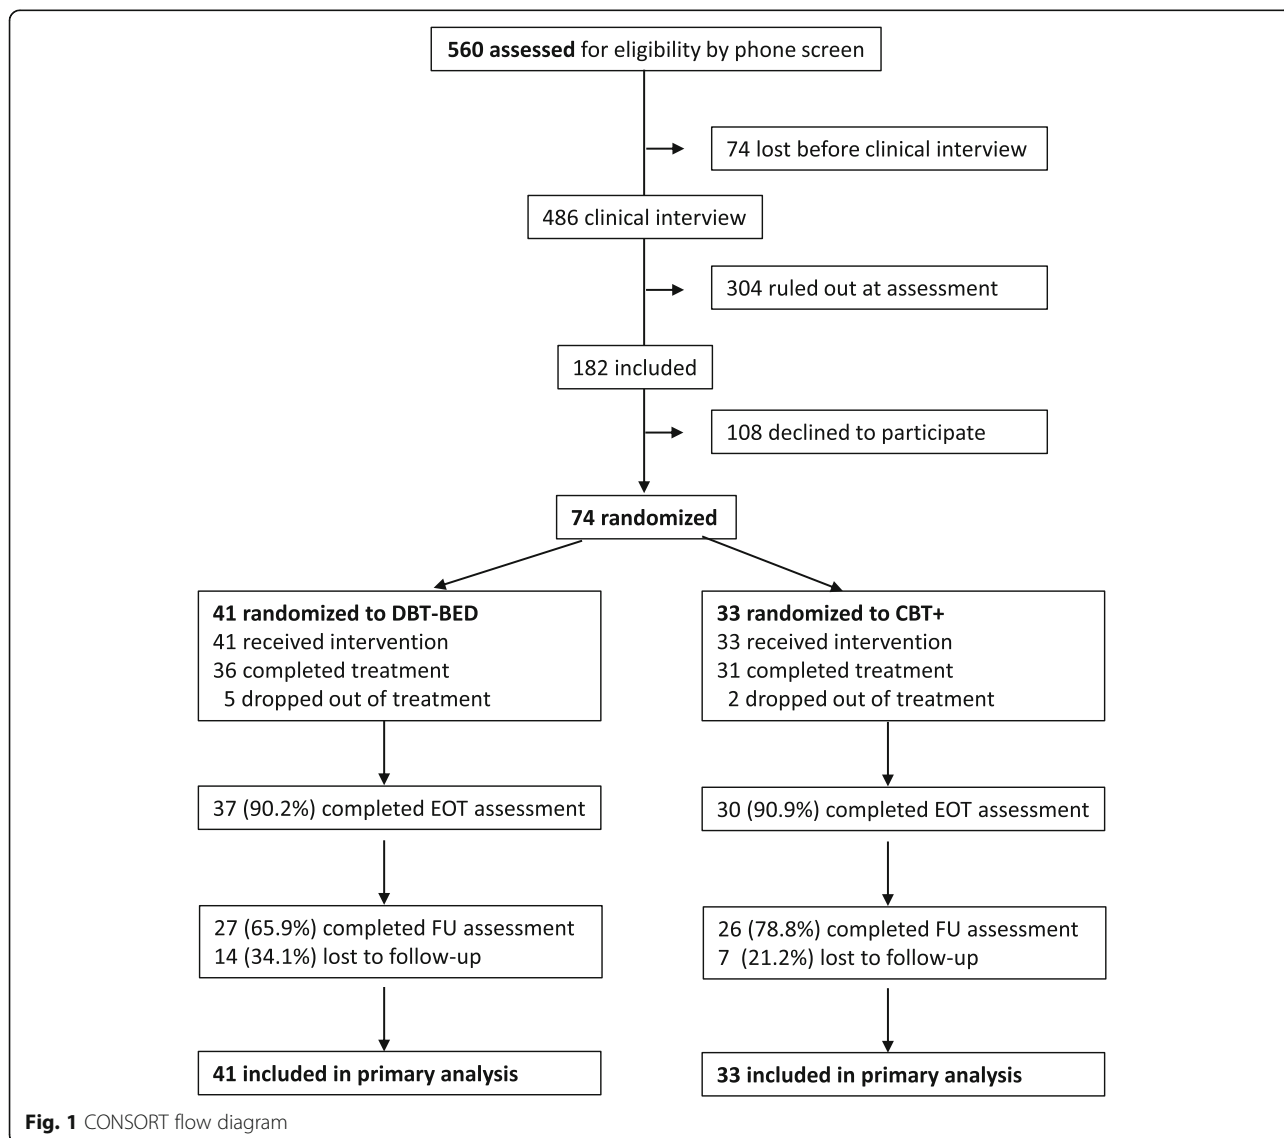 560 assessed for eligibility by phone screen
74 lost before clinical interview
486 clinical interview
304 ruled out at assessment
182 included
108 declined to participate
74 randomized
41 randomized to DBT-BED
41 received intervention
36 completed treatment
5 dropped out of treatment
33 randomized to CBT+
33 received intervention
31 completed treatment
2 dropped out of treatment
37 (90.2%) completed EOT assessment
30 (90.9%) completed EOT assessment
27 (65.9%) completed FU assessment
14 (34.1%) lost to follow-up
26 (78.8%) completed FU assessment
7 (21.2%) lost to follow-up
41 included in primary analysis
33 included in primary analysis
Fig. 1 CONSORT flow diagram